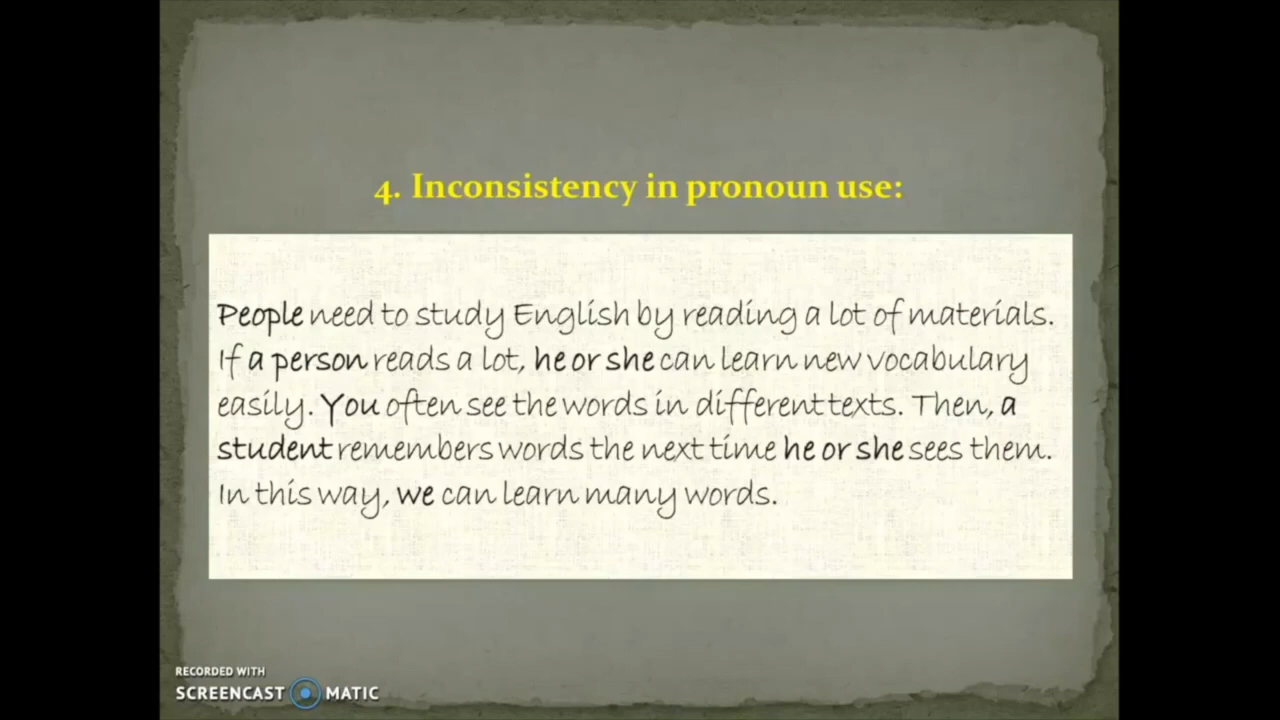 4. Inconsistency in pronoun use:
People need to study English by reading a lot of materials.
If a person reads a lot, he or she can learn new vocabulary
easily. You often see the words in different texts. Then, a
student remembers words the next time he or she sees them.
In this way, we can learn many words.
RECORDED WITH
SCREENCAST MATIC